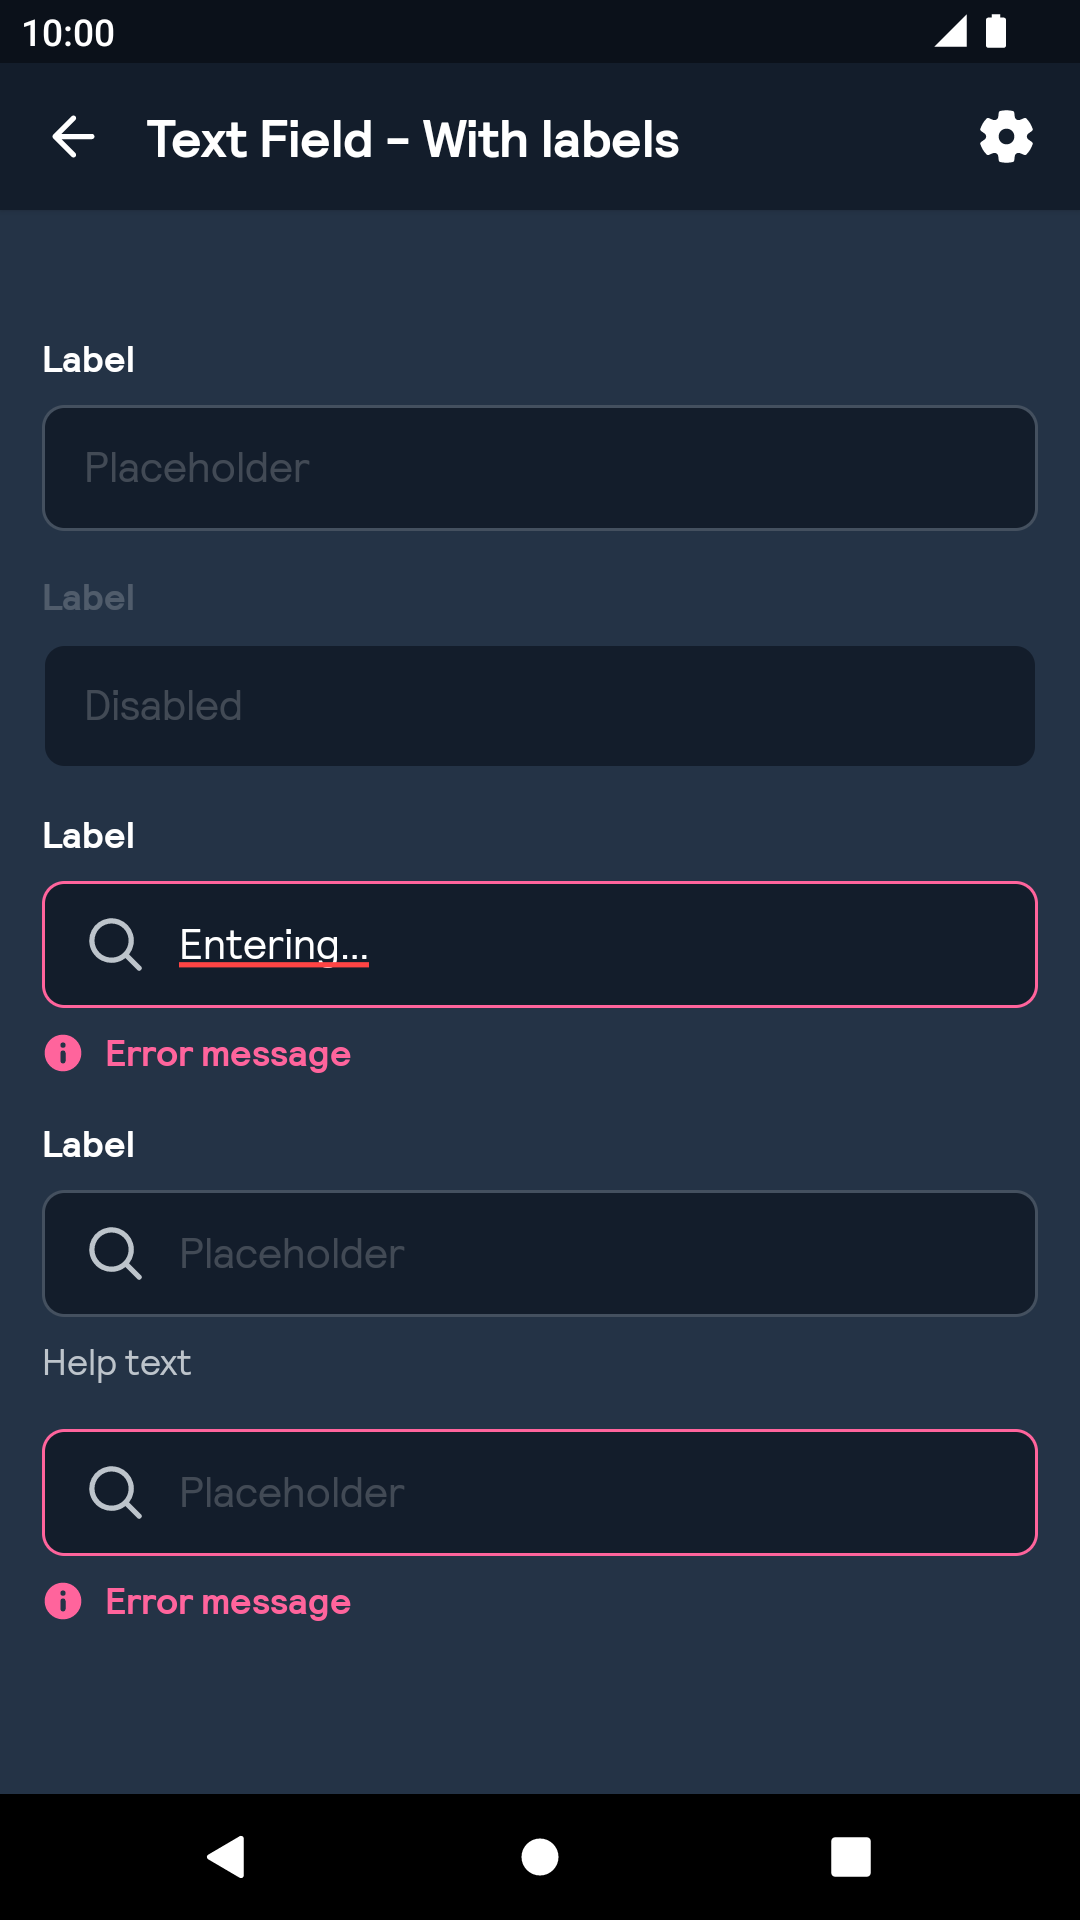 10:00
Text Field - With labels
Label
Placeholder
Label
Disabled
Label
Entering...
Error message
Label
Placeholder
Help text
Placeholder
Error message